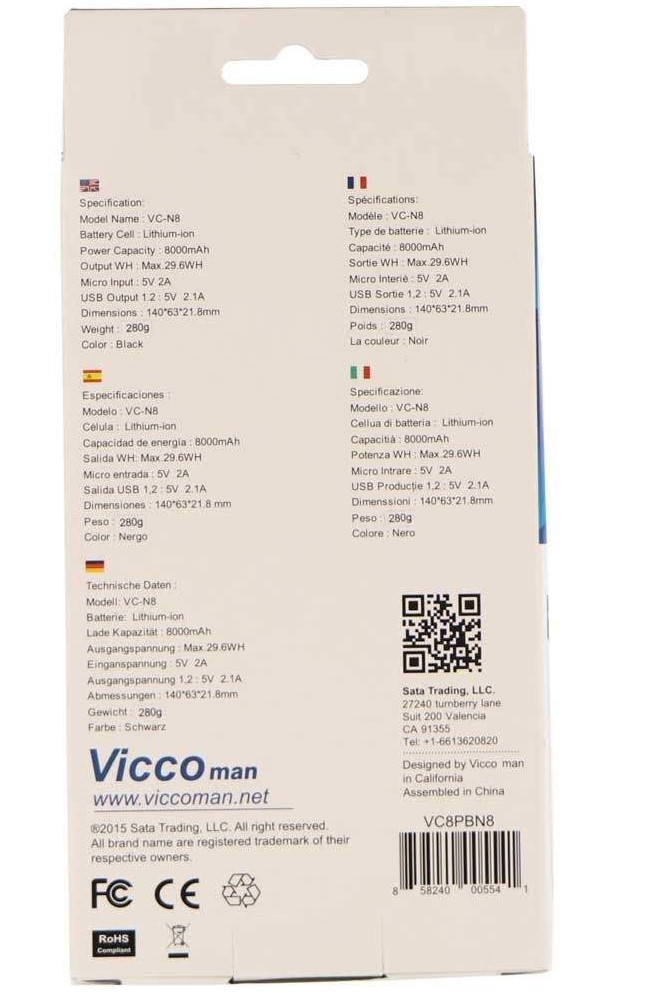 Specification:
Model Name : VC-N8
Battery Cell : Lithium-ion
Power Capacity : 8000mAh
Output WH : Max.29.6WH
Micro Input : 5V 2A
USB Output 1.2 : 5V 2.1A
Dimensions : 140*63*21.8mm
Weight : 280g
Color : Black
Spécifications:
Modèle : VC-N8
Type de batterie : Lithium-ion
Capacité : 8000mAh
Sortie WH : Max.29.6WH
Micro Interiè : 5V 2A
USB Sortie 1,2 : 5V 2.1A
Dimensions : 140*63*21.8mm
Poids : 280g
La couleur : Noir
Especificaciones :
Modelo : VC-N8
Célula : Lithium-ion
Capacidad de energía : 8000mAh
Salida WH: Max.29.6WH
Micro entrada : 5V 2A
Salida USB 1,2 : 5V 2.1A
Dimensiones : 140*63*21.8 mm
Peso : 280g
Color : Nergo
Specificazione:
Modello : VC-N8
Cellua di batteria : Lithium-ion
Capacitià : 8000mAh
Potenza WH : Max.29.6WH
Micro Intrare : 5V 2A
USB Producţie 1,2 : 5V 2.1A
Dimenssioni : 140*63*21.8mm
Peso : 280g
Colore : Nero
Technische Daten :
Modell: VC-N8
Batterie: Lithium-ion
Lade Kapazität : 8000mAh
Ausgangspannung : Max.29.6WH
Einganspannung : 5V 2A
Ausgangspannung 1,2 : 5V 2.1A
Abmessungen : 140*63*21.8mm
Gewicht : 280g
Farbe : Schwarz
Vicco man
www.viccoman.net
®2015 Sata Trading, LLC. All right reserved.
All brand name are registered trademark of their
respective owners.
FC CE
RoHS
Compliant
Sata Trading, LLC.
27240 turnberry lane
Suit 200 Valencia
CA 91355
Tel: +1-6613620820
Designed by Vicco man
in California
Assembled in China
VC8PBN8
8 58240 00554 1